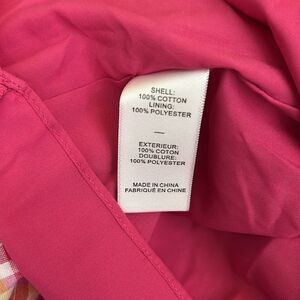 SHELL:
100% COTTON
LINING:
100% POLYESTER
—
EXTERIEUR:
100% COTON
DOUBLURE:
100% POLYESTER
MADE IN CHINA
FABRIQUÉ EN CHINE